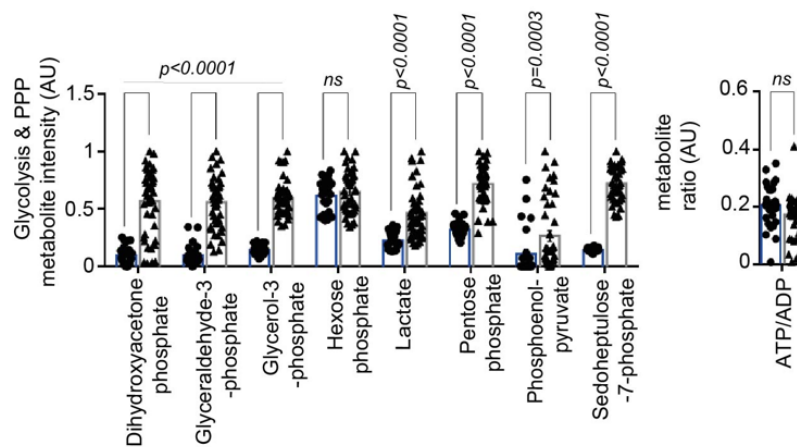 Glycolysis & PPP
metabolite intensity (AU)
1.5
1
0.5
0
p<0.0001
ns
p<0.0001
p<0.0001
p=0.0003
p<0.0001
Dihydroxyacetone
phosphate
Glyceraldehyde-3
-phosphate
Glycerol-3
-phosphate
Hexose
phosphate
Lactate
Pentose
phosphate
Phosphoenol-
pyruvate
Sedoheptulose
-7-phosphate
metabolite
ratio (AU)
0.6
0.4
0.2
0
ns
ATP/ADP